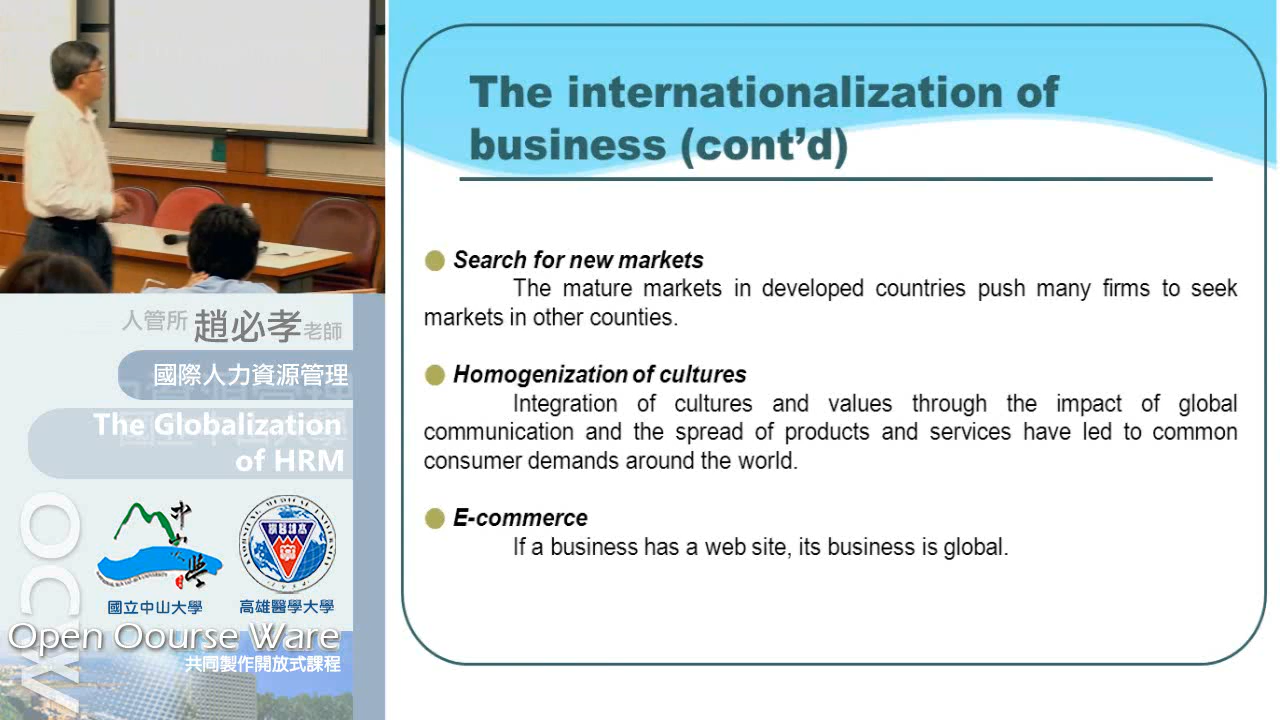 The internationalization of
business (cont’d)
Search for new markets
The mature markets in developed countries push many firms to seek
markets in other counties.
Homogenization of cultures
Integration of cultures and values through the impact of global
communication and the spread of products and services have led to common
consumer demands around the world.
E-commerce
If a business has a web site, its business is global.
人管所 趙必孝老師
國際人力資源管理
The Globalization
of HRM
國立中山大學
高雄醫學大學
OCW
Open Oourse Ware
共同製作開放式課程